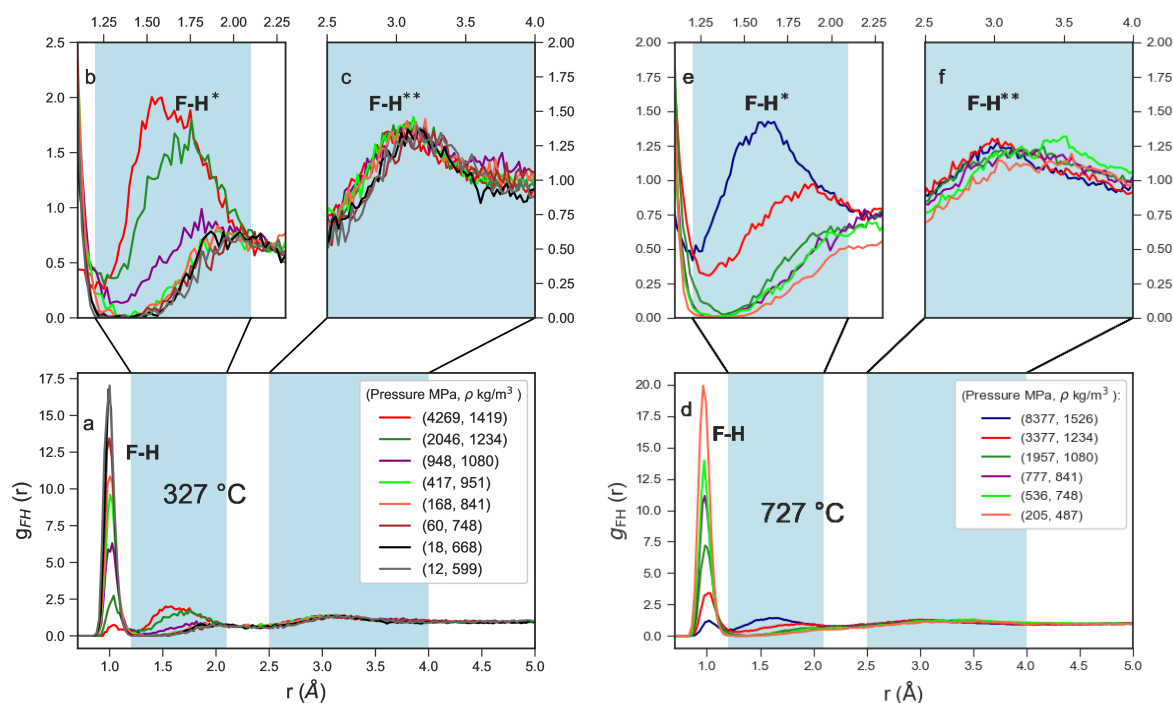 1.25 1.50 1.75 2.00
2.5 3.0 3.5 4.0
2.5
2.0
1.5
1.0
0.5
0.0
b
F-H*
c
F-H**
2.00
1.75
1.50
1.25
1.00
0.75
0.50
0.25
0.00
17.5
15.0
12.5
10.0
7.5
5.0
2.5
0.0
g_FH (r)
a
F-H
327 °C
(Pressure MPa, ρ kg/m³ )
(4269, 1419)
(2046, 1234)
(948, 1080)
(417, 951)
(168, 841)
(60, 748)
(18, 668)
(12, 599)
1.0 1.5 2.0 2.5 3.0 3.5 4.0 4.5 5.0
r (Å)
1.25 1.50 1.75 2.00
2.5 3.0 3.5 4.0
2.00
1.75
1.50
1.25
1.00
0.75
0.50
0.25
0.00
e
F-H*
f
F-H**
2.00
1.75
1.50
1.25
1.00
0.75
0.50
0.25
0.00
20.0
17.5
15.0
12.5
10.0
7.5
5.0
2.5
0.0
g_FH (r)
d
F-H
727 °C
(Pressure MPa, ρ kg/m³ ):
(8377, 1526)
(3377, 1234)
(1957, 1080)
(777, 841)
(536, 748)
(205, 487)
1.0 1.5 2.0 2.5 3.0 3.5 4.0 4.5 5.0
r (Å)